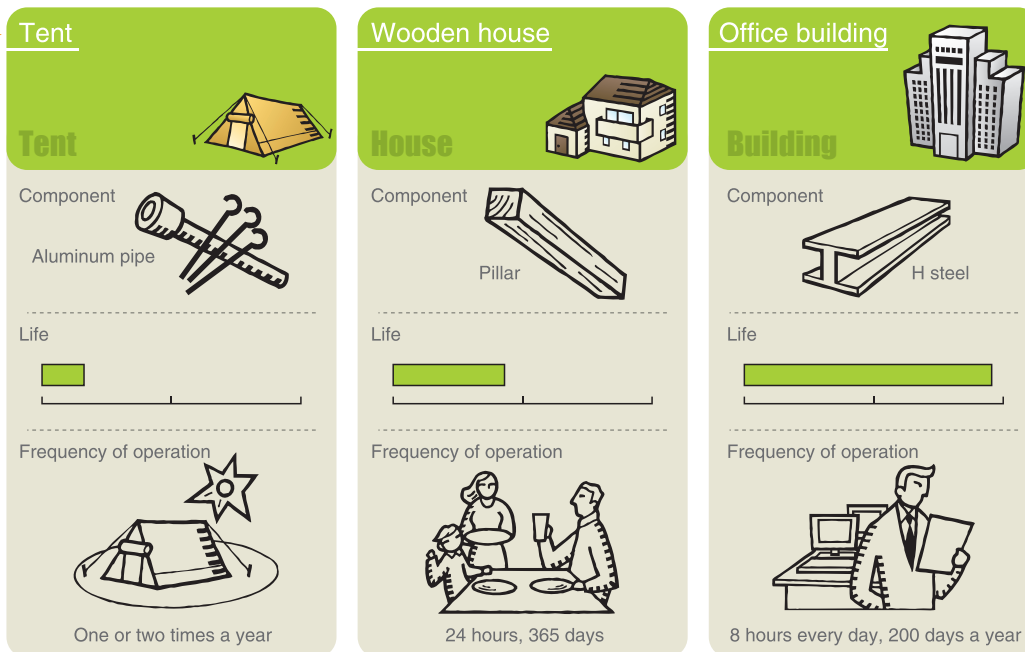 Tent
Tent
Component
Aluminum pipe
Life
Frequency of operation
One or two times a year
Wooden house
House
Component
Pillar
Life
Frequency of operation
24 hours, 365 days
Office building
Building
Component
H steel
Life
Frequency of operation
8 hours every day, 200 days a year